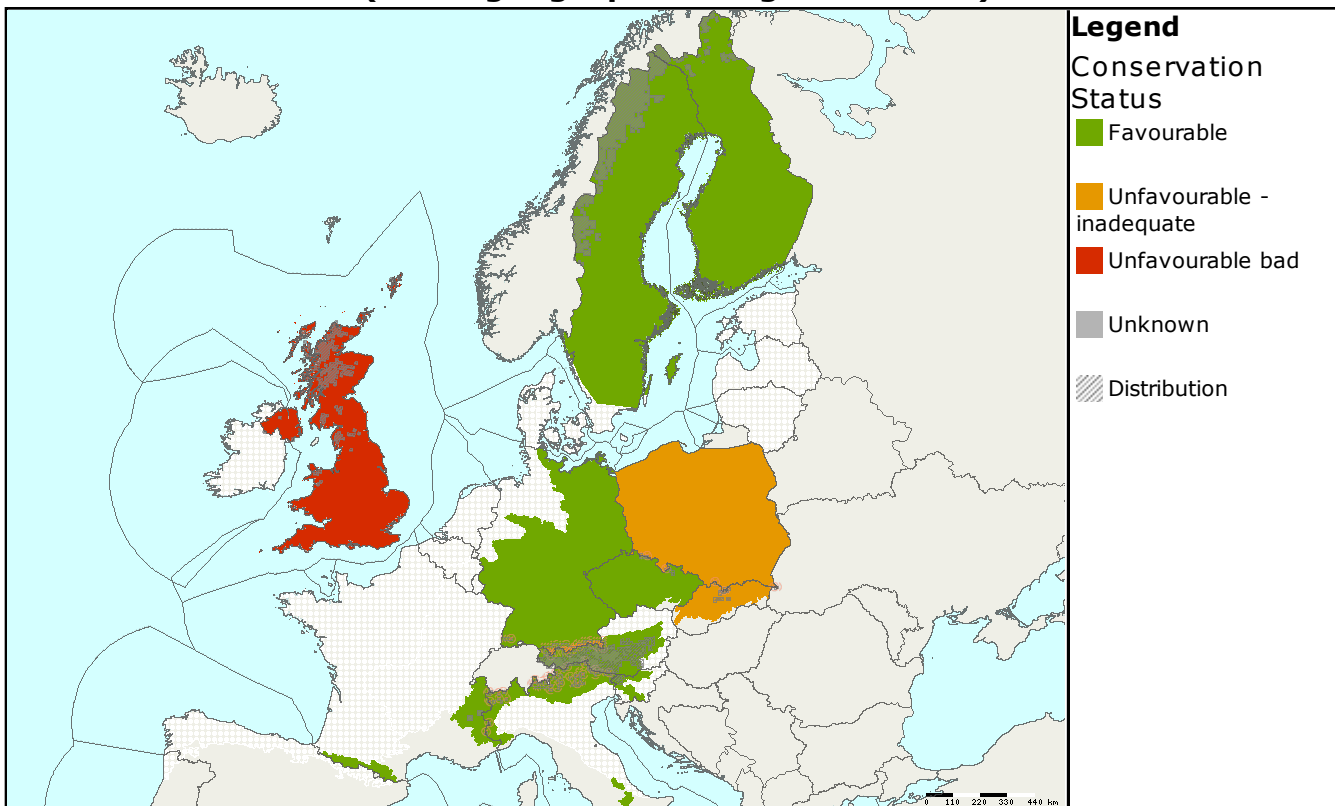 Legend
Conservation
Status
Favourable
Unfavourable -
inadequate
Unfavourable bad
Unknown
Distribution
0 110 220 330 440 km